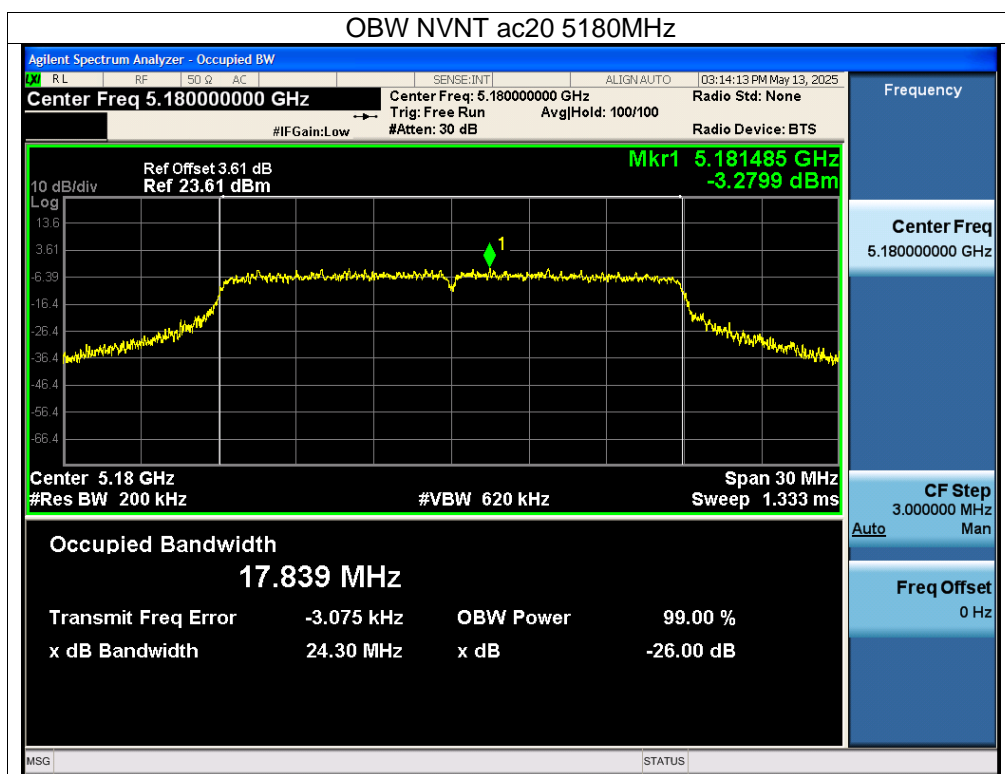 OBW NVNT ac20 5180MHz
Agilent Spectrum Analyzer - Occupied BW
LXI RL RF 50 Ω AC SENSE:INT ALIGN AUTO 03:14:13 PM May 13, 2025
Center Freq 5.180000000 GHz
Center Freq: 5.180000000 GHz
Radio Std: None
Trig: Free Run Avg|Hold: 100/100
#IFGain:Low #Atten: 30 dB Radio Device: BTS
Frequency
Mkr1 5.181485 GHz
-3.2799 dBm
Ref Offset 3.61 dB
10 dB/div Ref 23.61 dBm
Log
13.6
3.61
-6.39
-16.4
-26.4
-36.4
-46.4
-56.4
-66.4
1
Center 5.18 GHz Span 30 MHz
#Res BW 200 kHz #VBW 620 kHz Sweep 1.333 ms
Occupied Bandwidth
17.839 MHz
Transmit Freq Error -3.075 kHz OBW Power 99.00 %
x dB Bandwidth 24.30 MHz x dB -26.00 dB
Center Freq
5.180000000 GHz
CF Step
3.000000 MHz
Auto Man
Freq Offset
0 Hz
MSG STATUS